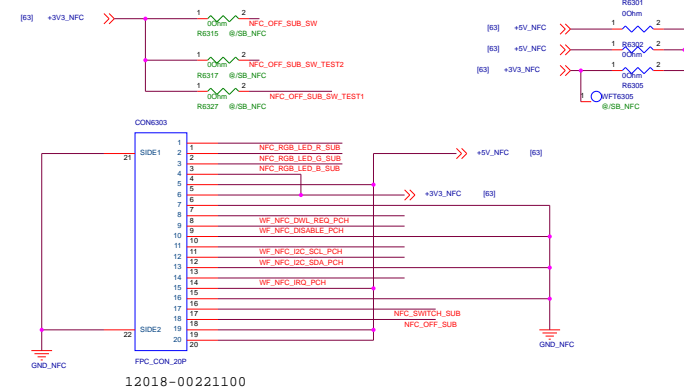 [63] +3V3_NFC
1 2
NFC_OFF_SUB_SW
0Ohm
R6315 @/SB_NFC
1 2
NFC_OFF_SUB_SW_TEST2
0Ohm
R6317 @/SB_NFC
1 2
0Ohm NFC_OFF_SUB_SW_TEST1
R6327 @/SB_NFC
R6301
0Ohm
[63] +5V_NFC 1 2
R6302
[63] +5V_NFC 1 2
0Ohm
[63] +3V3_NFC 1 2
0Ohm
R6305
1 WFT6305
@/SB_NFC
CON6303
21 SIDE1
22 SIDE2
1 1 NFC_RGB_LED_R_SUB
2 2 NFC_RGB_LED_G_SUB
3 3 NFC_RGB_LED_B_SUB
4 4
5 5
6 6
7 7
8 8 WF_NFC_DWL_REQ_PCH
9 9 WF_NFC_DISABLE_PCH
10 10
11 11 WF_NFC_I2C_SCL_PCH
12 12 WF_NFC_I2C_SDA_PCH
13 13
14 14 WF_NFC_IRQ_PCH
15 15
16 16
17 17 NFC_SWITCH_SUB
18 18 NFC_OFF_SUB
19 19
20 20
+5V_NFC [63]
+3V3_NFC [63]
GND_NFC
GND_NFC
FPC_CON_20P
12018-00221100